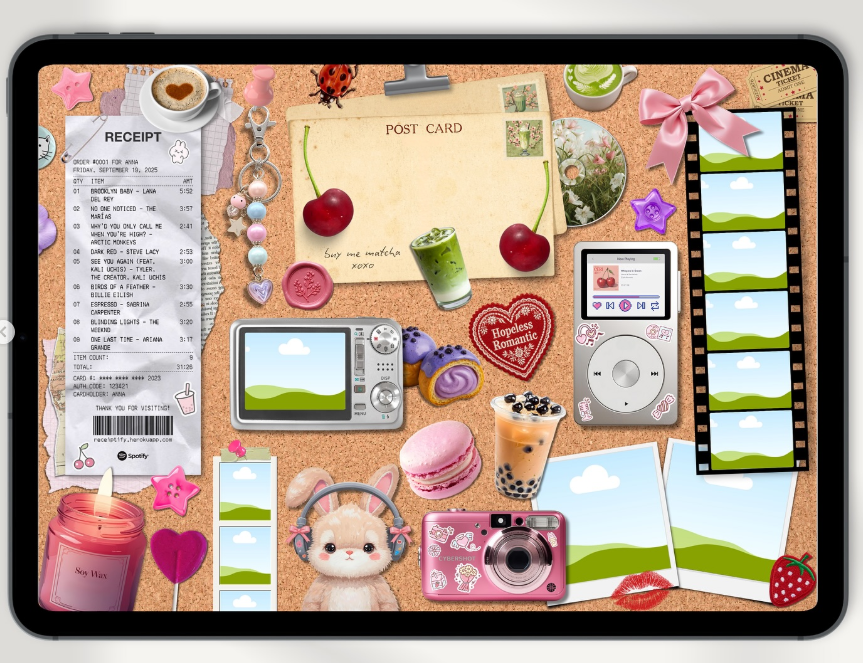 RECEIPT
ORDER #0001 FOR ANNA
FRIDAY, SEPTEMBER 19, 2025
QTY ITEM AMT
01 BROOKLYN BABY - LANA DEL REY 5:52
02 NO ONE NOTICED - THE MARÍAS 3:57
03 WHY'D YOU ONLY CALL ME WHEN YOU'RE HIGH? - ARCTIC MONKEYS 2:41
04 DARK RED - STEVE LACY 2:53
05 SEE YOU AGAIN (FEAT. KALI UCHIS) - TYLER, THE CREATOR, KALI UCHIS 3:00
06 BIRDS OF A FEATHER - BILLIE EILISH 3:30
07 ESPRESSO - SABRINA CARPENTER 2:55
08 BLINDING LIGHTS - THE WEEKND 3:20
09 ONE LAST TIME - ARIANA GRANDE 3:17
ITEM COUNT: 9
TOTAL: 31:26
CARD #: **** **** **** 2023
AUTH CODE: 123421
CARDHOLDER: ANNA
THANK YOU FOR VISITING!
receiptify.herokuapp.com
Spotify
POST CARD
buy me matcha
xoxo
CINEMA
TICKET
Hopeless
Romantic
DISP
MENU
Soy Wax
CYBERSHOT